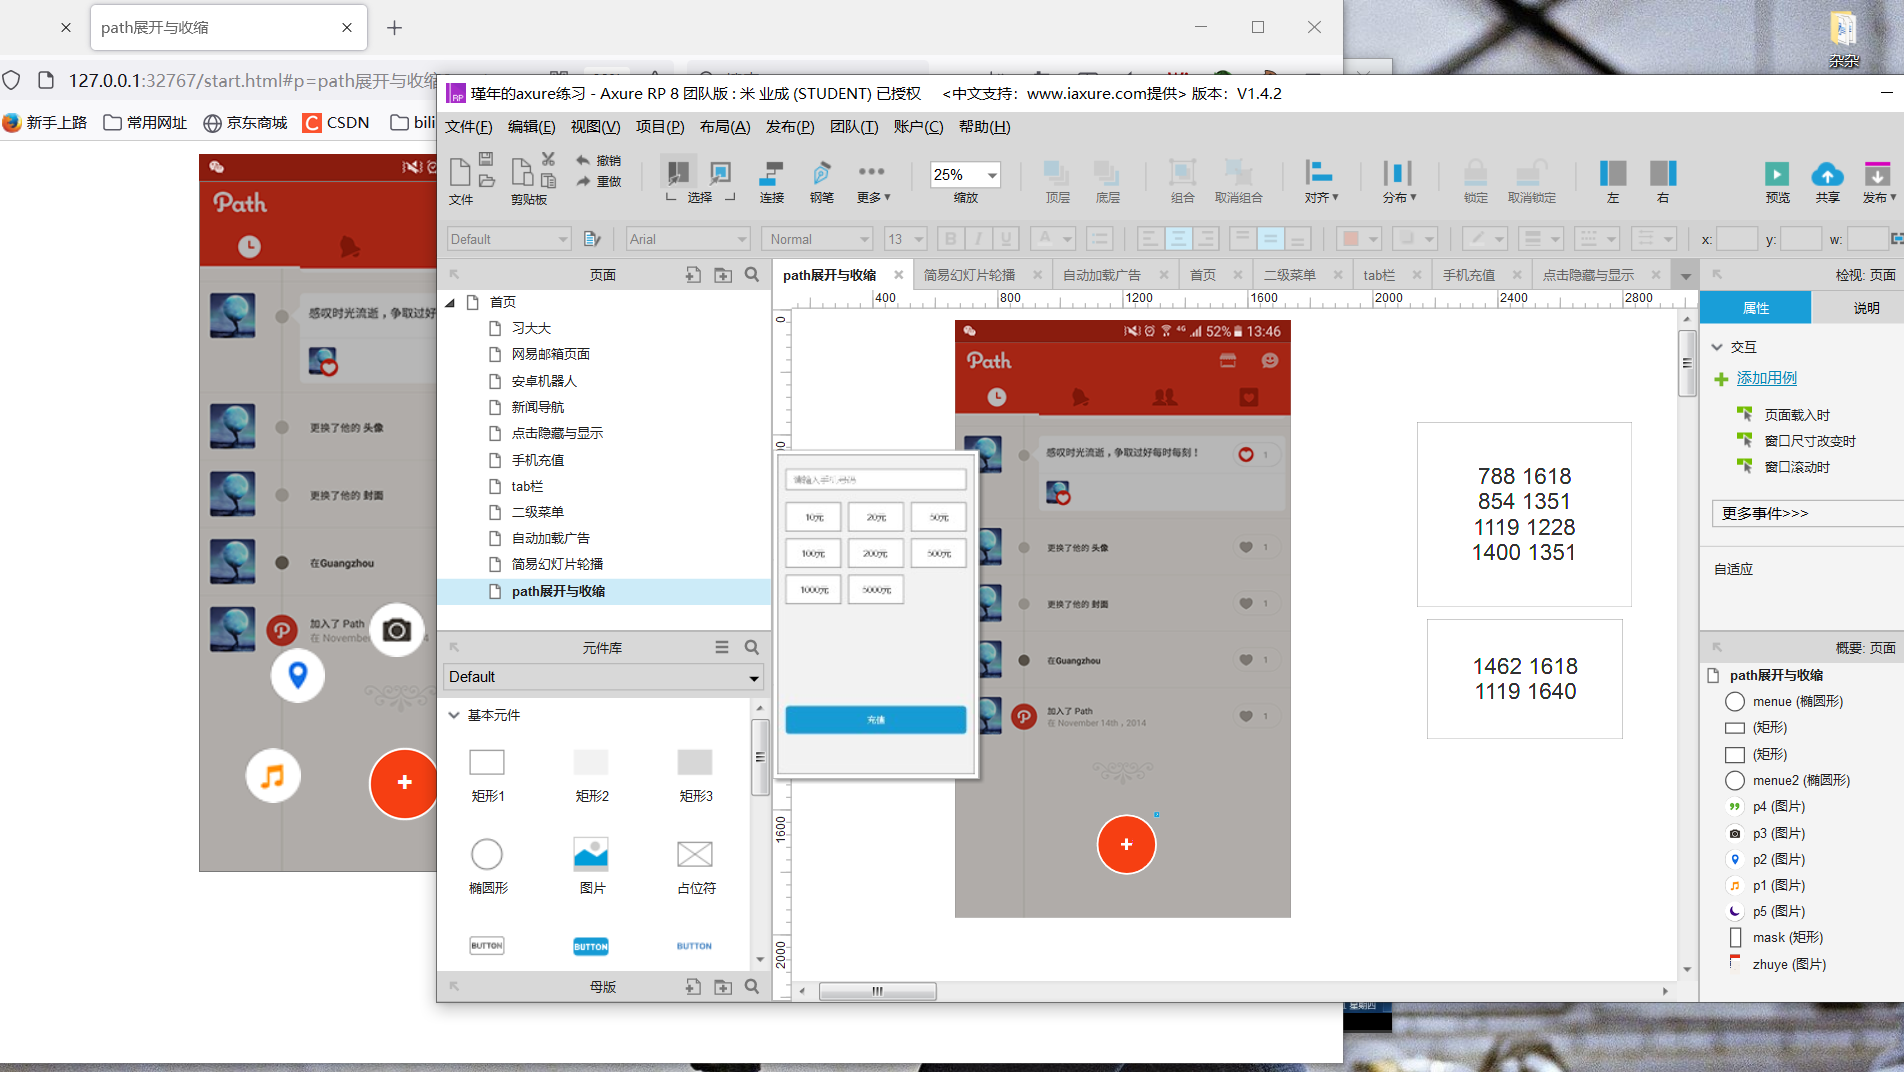 path展开与收缩
127.0.0.1:32767/start.html#p=path展开与收缩
新手上路
常用网址
京东商城
CSDN
bili
杂杂
瑾年的axure练习 - Axure RP 8 团队版 : 米 业成 (STUDENT) 已授权 <中文支持：www.iaxure.com提供> 版本：V1.4.2
文件(F) 编辑(E) 视图(V) 项目(P) 布局(A) 发布(P) 团队(T) 账户(C) 帮助(H)
撤销
重做
25%
文件 剪贴板 选择 连接 钢笔 更多 缩放 顶层 底层 组合 取消组合 对齐 分布 锁定 取消锁定 左 右 预览 共享 发布
Default Arial Normal 13 B I U A x: y: w:
页面
path展开与收缩 简易幻灯片轮播 自动加载广告 首页 二级菜单 tab栏 手机充值 点击隐藏与显示
检视: 页面
400 800 1200 1600 2000 2400 2800
首页
习大大
网易邮箱页面
安卓机器人
新闻导航
点击隐藏与显示
手机充值
tab栏
二级菜单
自动加载广告
简易幻灯片轮播
path展开与收缩
元件库
Default
基本元件
矩形1 矩形2 矩形3
椭圆形 图片 占位符
BUTTON BUTTON BUTTON
母版
0
1600
2000
Path
感叹时光流逝，争取过好
更换了他的 头像
更换了他的 封面
在Guangzhou
加入了 Path
在 November
4G 52% 13:46
Path
感叹时光流逝，争取过好每时每刻！
1
更换了他的 头像
1
更换了他的 封面
1
在Guangzhou
1
加入了 Path
在 November 14th , 2014
1
请输入手机号码
10元 20元 50元
100元 200元 500元
1000元 5000元
充值
788 1618
854 1351
1119 1228
1400 1351
1462 1618
1119 1640
属性 说明
交互
添加用例
页面载入时
窗口尺寸改变时
窗口滚动时
更多事件>>>
自适应
概要: 页面
path展开与收缩
menue (椭圆形)
(矩形)
(矩形)
menue2 (椭圆形)
p4 (图片)
p3 (图片)
p2 (图片)
p1 (图片)
p5 (图片)
mask (矩形)
zhuye (图片)
星期四